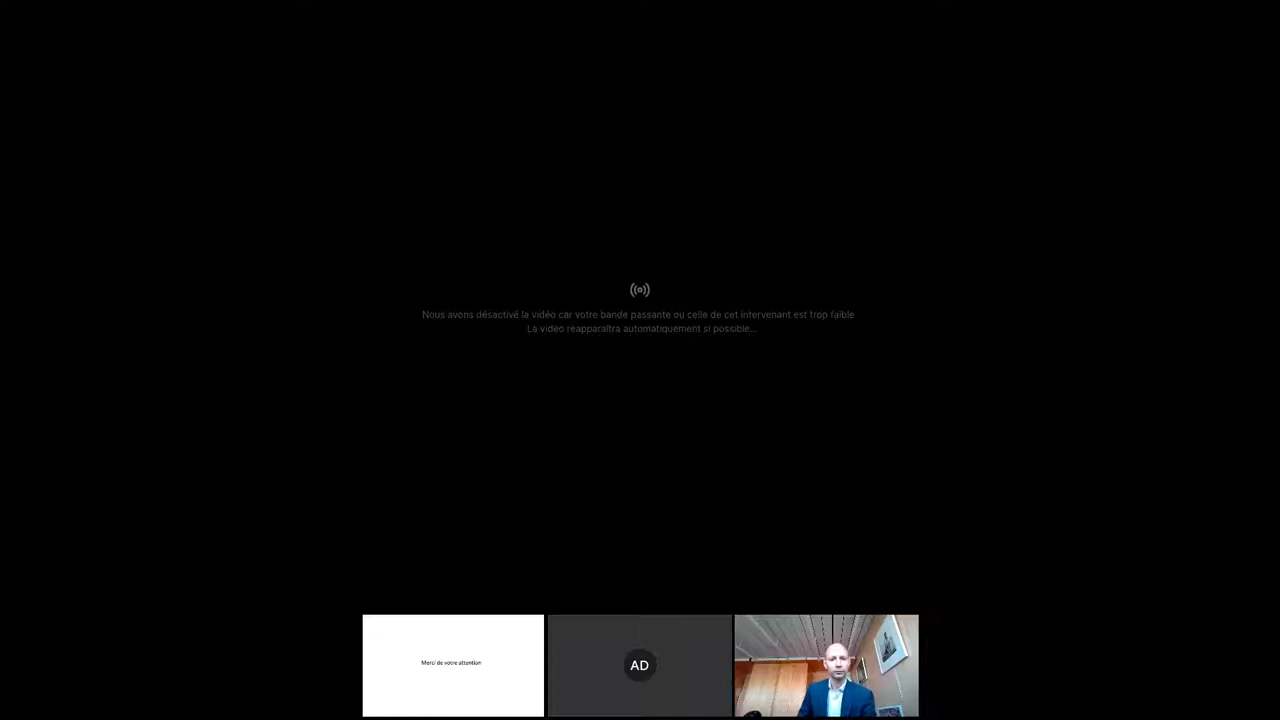 Nous avons désactivé la vidéo car votre bande passante ou celle de cet intervenant est trop faible
La vidéo réapparaîtra automatiquement si possible...
Merci de votre attention
AD